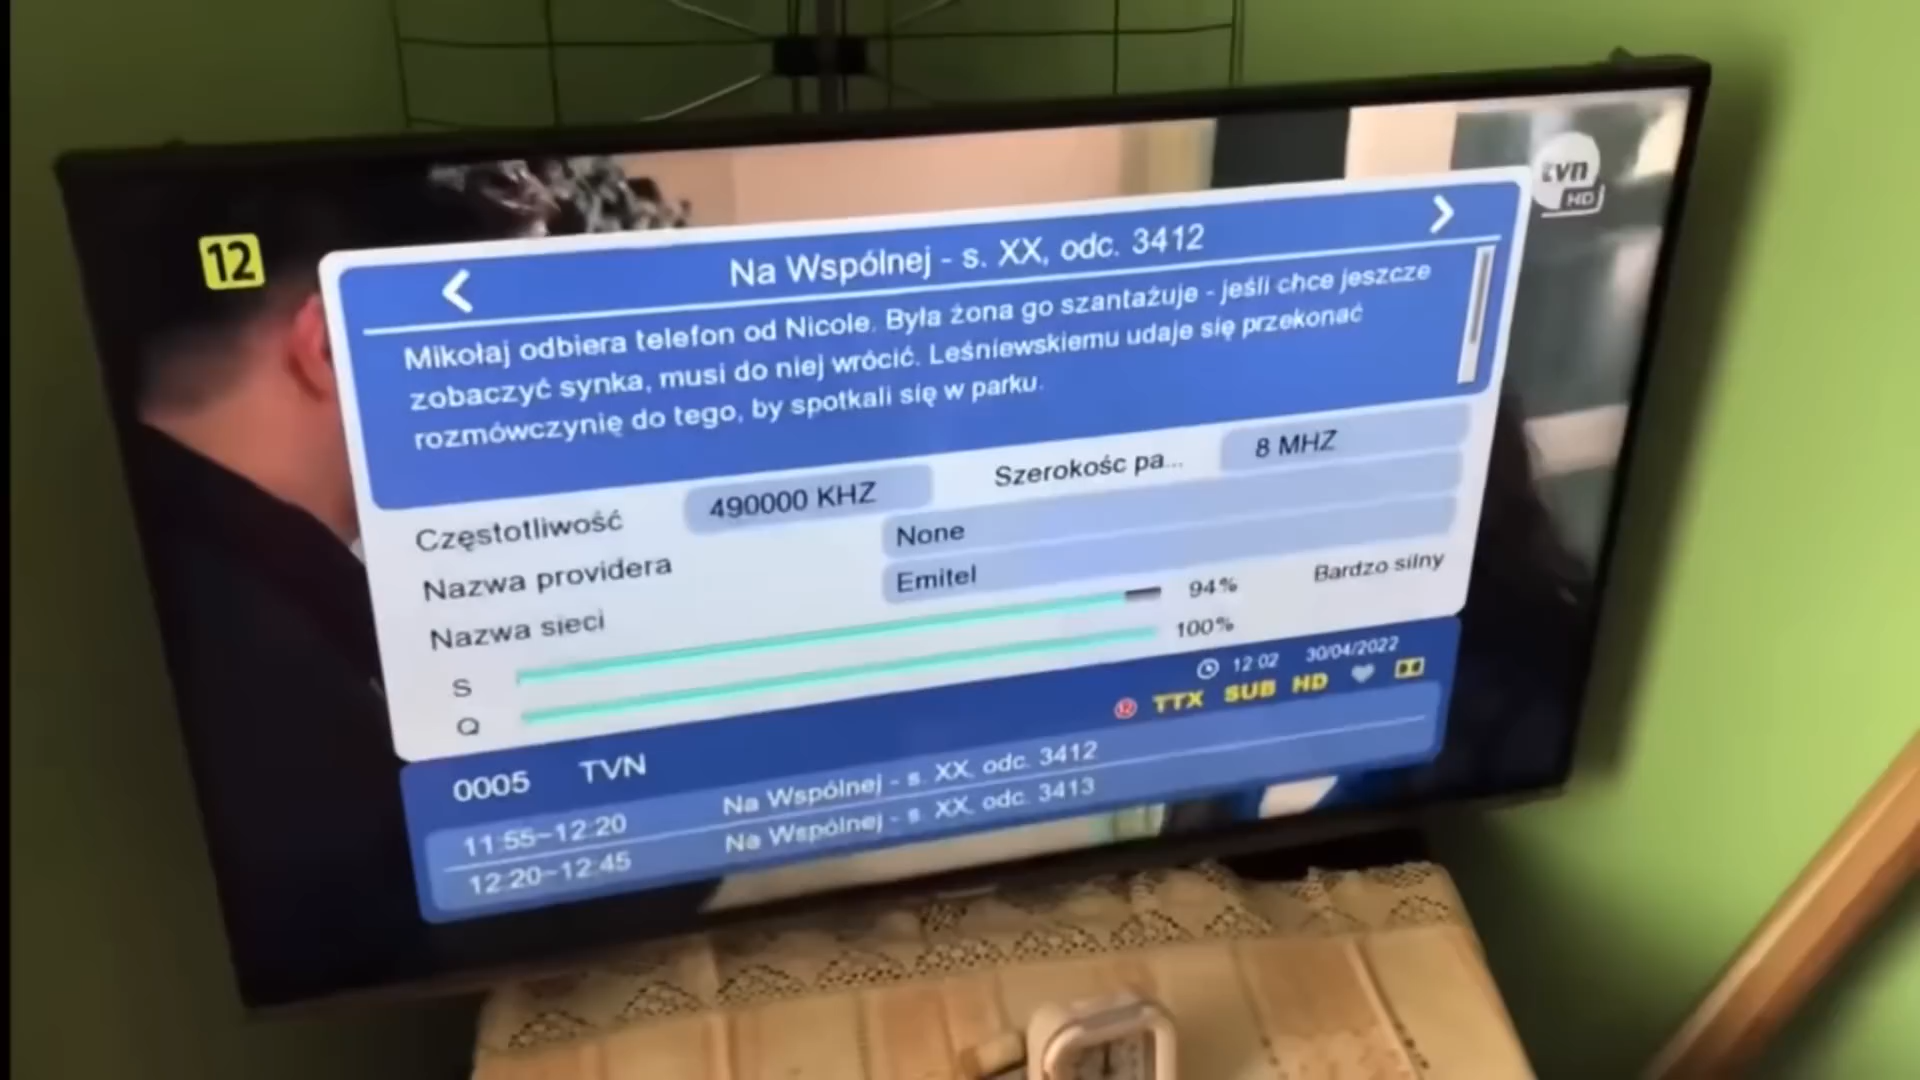 tvn
HD
12
Na Wspólnej - s. XX, odc. 3412
Mikołaj odbiera telefon od Nicole. Była żona go szantażuje - jeśli chce jeszcze
zobaczyć synka, musi do niej wrócić. Leśniewskiemu udaje się przekonać
rozmówczynię do tego, by spotkali się w parku.
Częstotliwość 490000 KHZ Szerokośc pa... 8 MHZ
Nazwa providera None
Nazwa sieci Emitel
S 94% Bardzo silny
Q 100%
12:02 30/04/2022
0005 TVN 12 TTX SUB HD
11:55~12:20 Na Wspólnej - s. XX, odc. 3412
12:20~12:45 Na Wspólnej - s. XX, odc. 3413